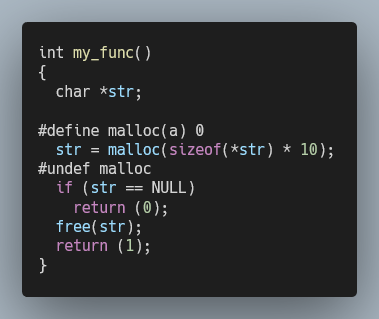 int my_func()
{
  char *str;

#define malloc(a) 0
  str = malloc(sizeof(*str) * 10);
#undef malloc
  if (str == NULL)
    return (0);
  free(str);
  return (1);
}